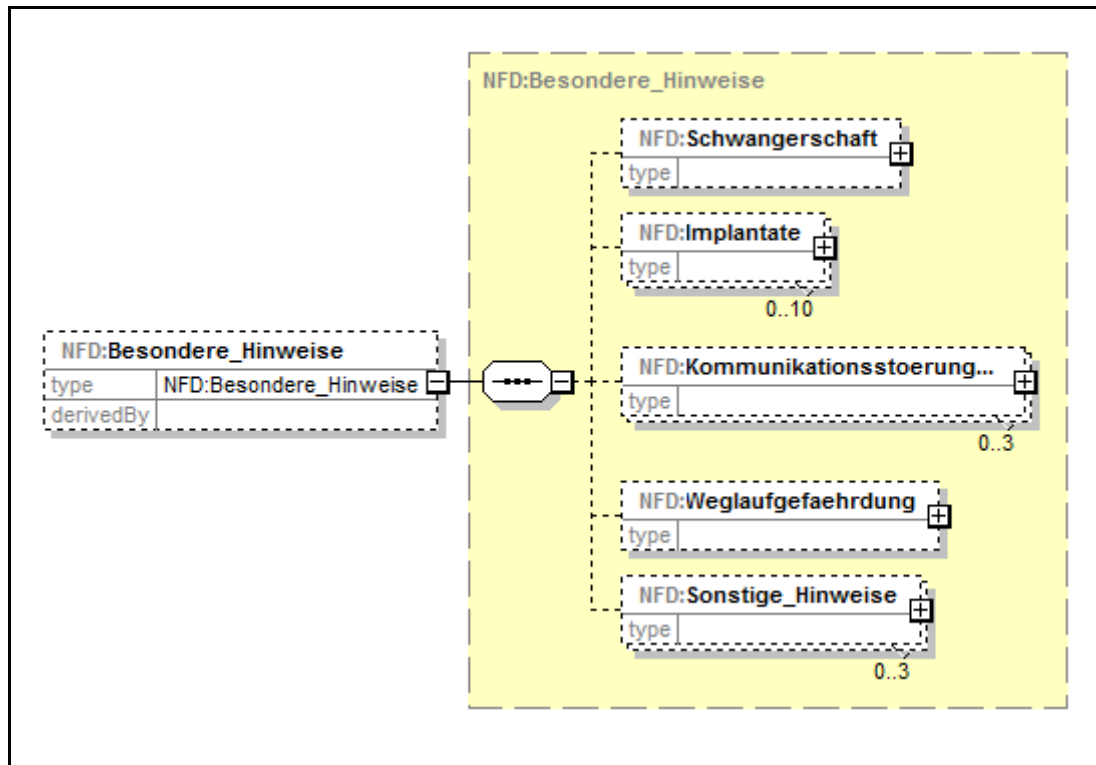 NFD:Besondere_Hinweise
NFD:Schwangerschaft
type
NFD:Implantate
type
0..10
NFD:Besondere_Hinweise
type NFD:Besondere_Hinweise
derivedBy
NFD:Kommunikationsstoerung...
type
0..3
NFD:Weglaufgefaehrdung
type
NFD:Sonstige_Hinweise
type
0..3